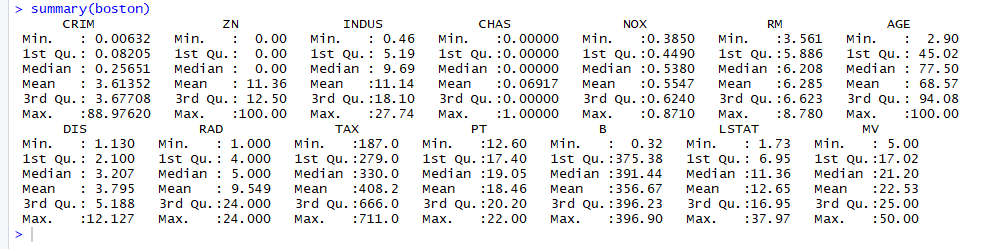 > summary(boston)
CRIM ZN INDUS CHAS NOX RM AGE
Min. : 0.00632 Min. : 0.00 Min. : 0.46 Min. :0.00000 Min. :0.3850 Min. :3.561 Min. : 2.90
1st Qu.: 0.08205 1st Qu.: 0.00 1st Qu.: 5.19 1st Qu.:0.00000 1st Qu.:0.4490 1st Qu.:5.886 1st Qu.: 45.02
Median : 0.25651 Median : 0.00 Median : 9.69 Median :0.00000 Median :0.5380 Median :6.208 Median : 77.50
Mean : 3.61352 Mean : 11.36 Mean :11.14 Mean :0.06917 Mean :0.5547 Mean :6.285 Mean : 68.57
3rd Qu.: 3.67708 3rd Qu.: 12.50 3rd Qu.:18.10 3rd Qu.:0.00000 3rd Qu.:0.6240 3rd Qu.:6.623 3rd Qu.: 94.08
Max. :88.97620 Max. :100.00 Max. :27.74 Max. :1.00000 Max. :0.8710 Max. :8.780 Max. :100.00
DIS RAD TAX PT B LSTAT MV
Min. : 1.130 Min. : 1.000 Min. :187.0 Min. :12.60 Min. : 0.32 Min. : 1.73 Min. : 5.00
1st Qu.: 2.100 1st Qu.: 4.000 1st Qu.:279.0 1st Qu.:17.40 1st Qu.:375.38 1st Qu.: 6.95 1st Qu.:17.02
Median : 3.207 Median : 5.000 Median :330.0 Median :19.05 Median :391.44 Median :11.36 Median :21.20
Mean : 3.795 Mean : 9.549 Mean :408.2 Mean :18.46 Mean :356.67 Mean :12.65 Mean :22.53
3rd Qu.: 5.188 3rd Qu.:24.000 3rd Qu.:666.0 3rd Qu.:20.20 3rd Qu.:396.23 3rd Qu.:16.95 3rd Qu.:25.00
Max. :12.127 Max. :24.000 Max. :711.0 Max. :22.00 Max. :396.90 Max. :37.97 Max. :50.00
>